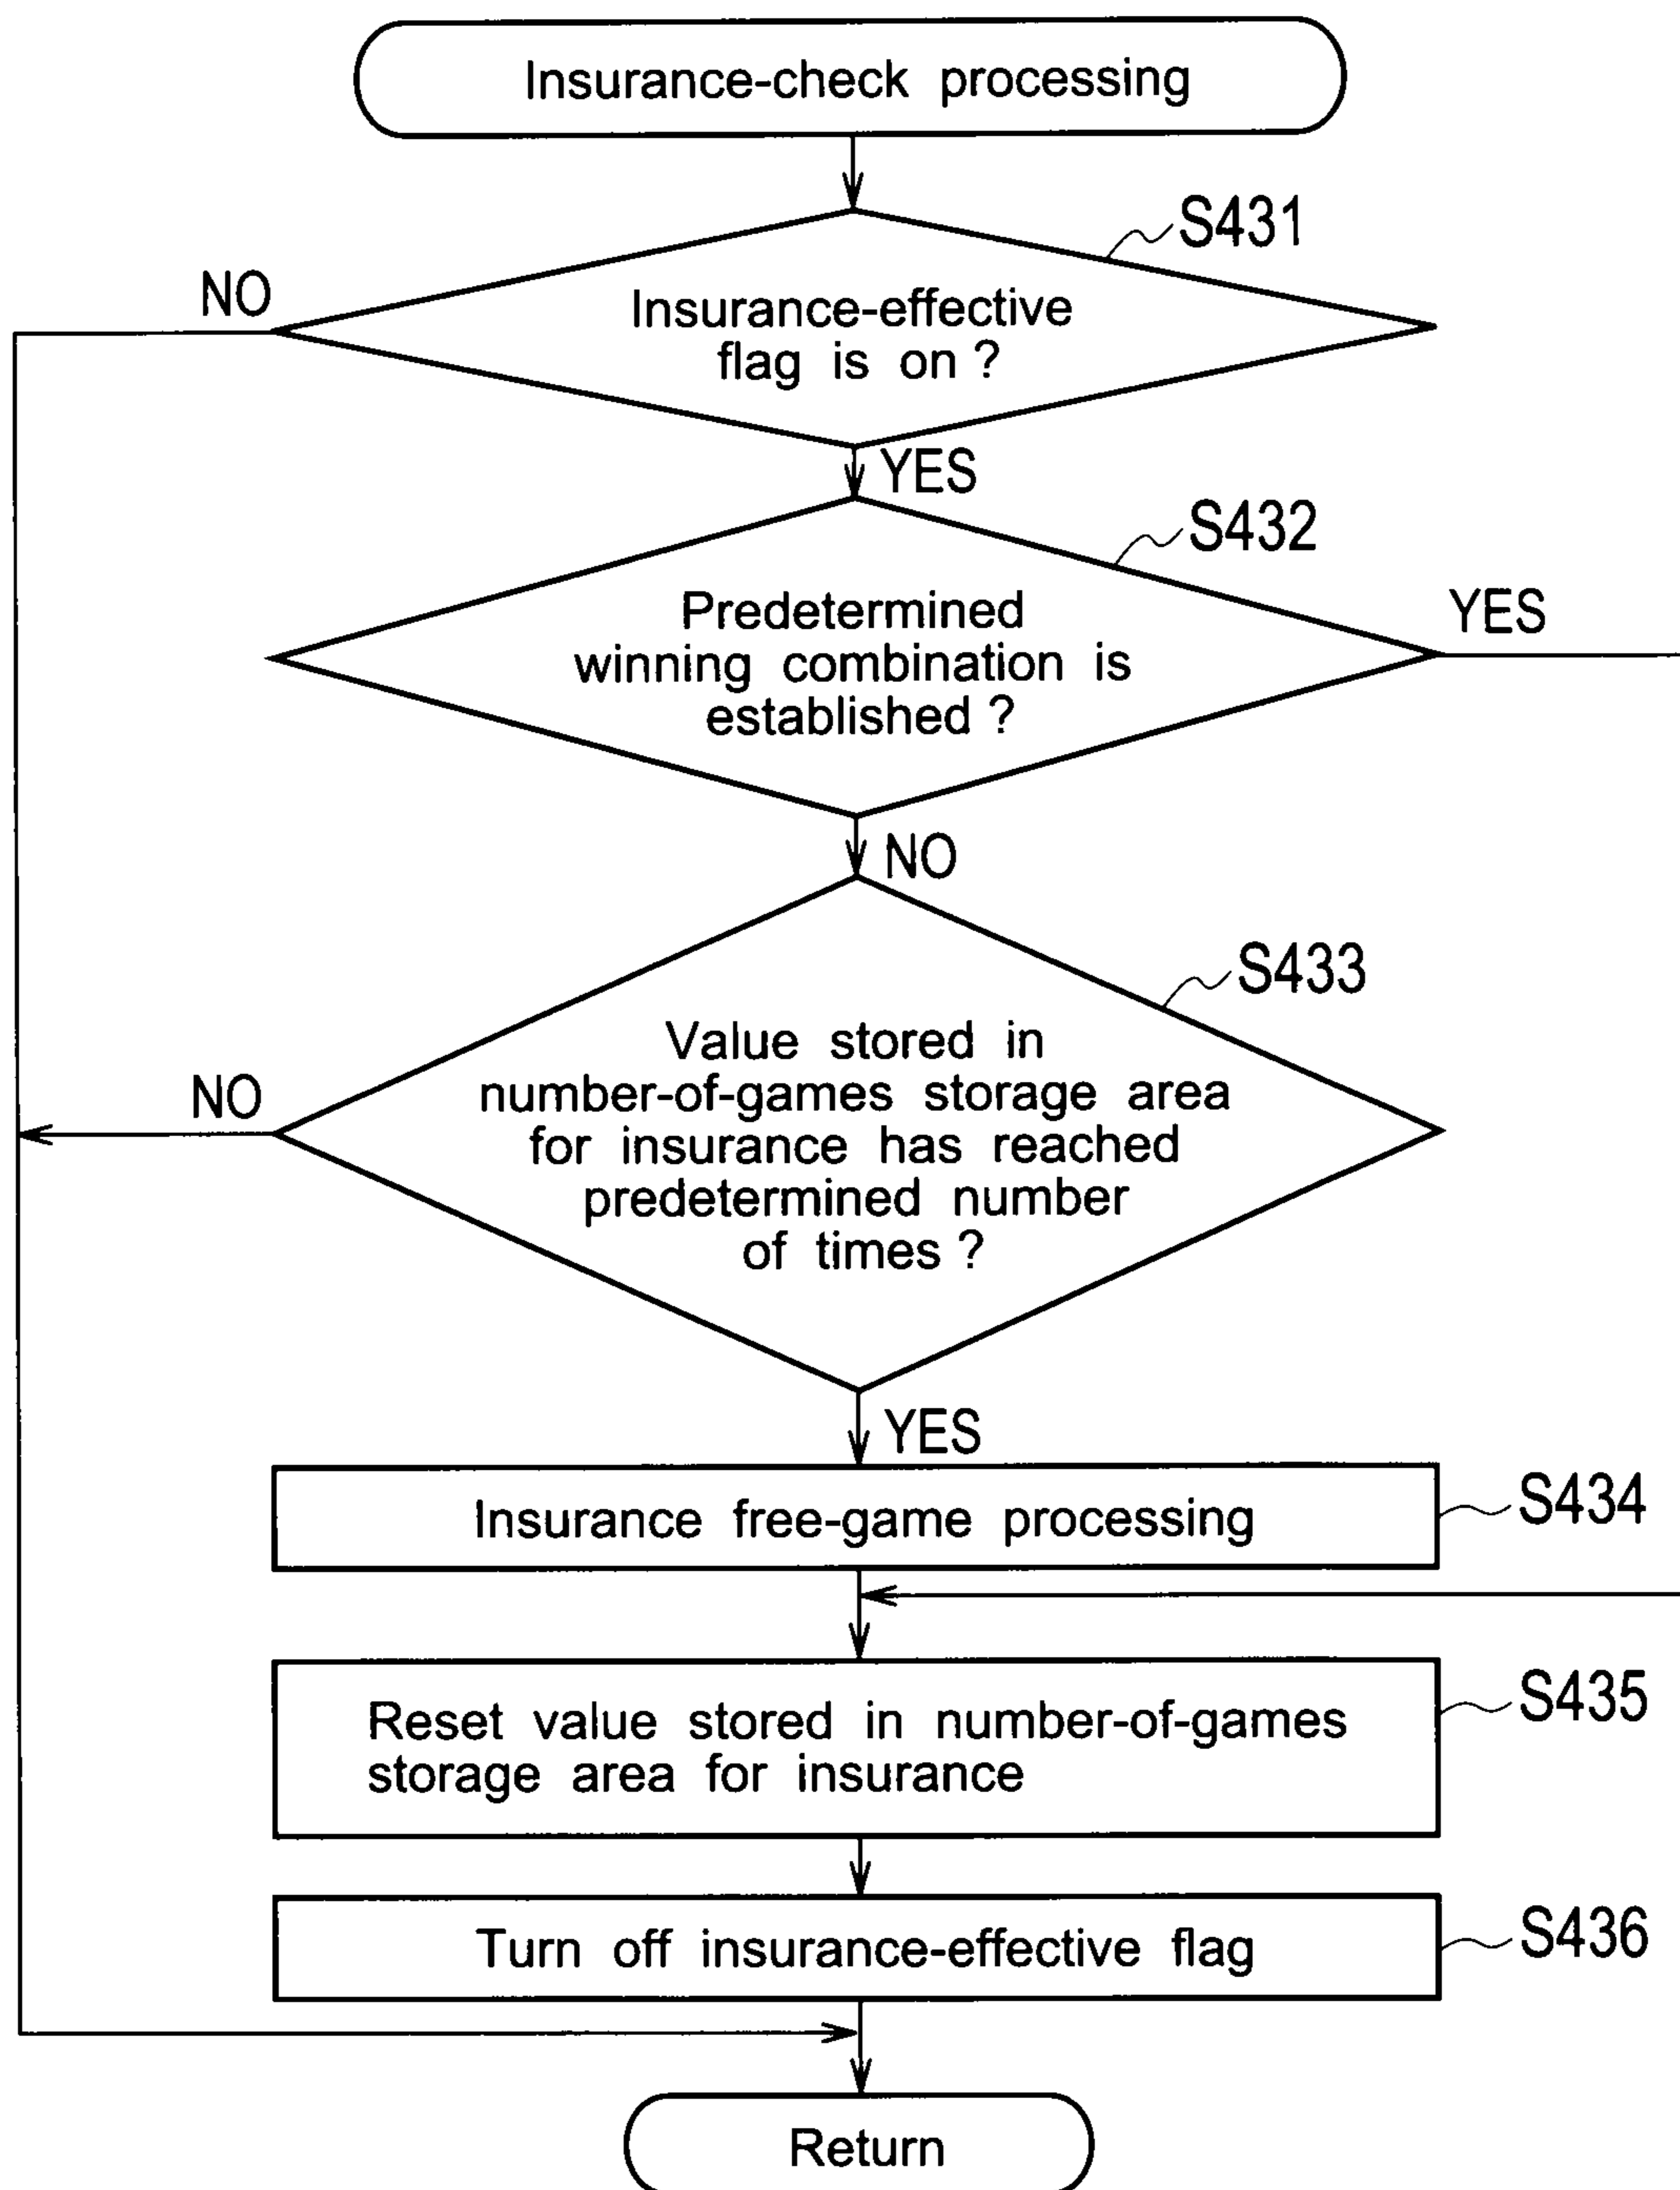 Insurance-check processing
S431
NO
Insurance-effective
flag is on ?
YES
S432
Predetermined
winning combination is
established ?
YES
NO
S433
Value stored in
number-of-games storage area
for insurance has reached
predetermined number
of times ?
NO
YES
Insurance free-game processing
S434
Reset value stored in number-of-games
storage area for insurance
S435
Turn off insurance-effective flag
S436
Return